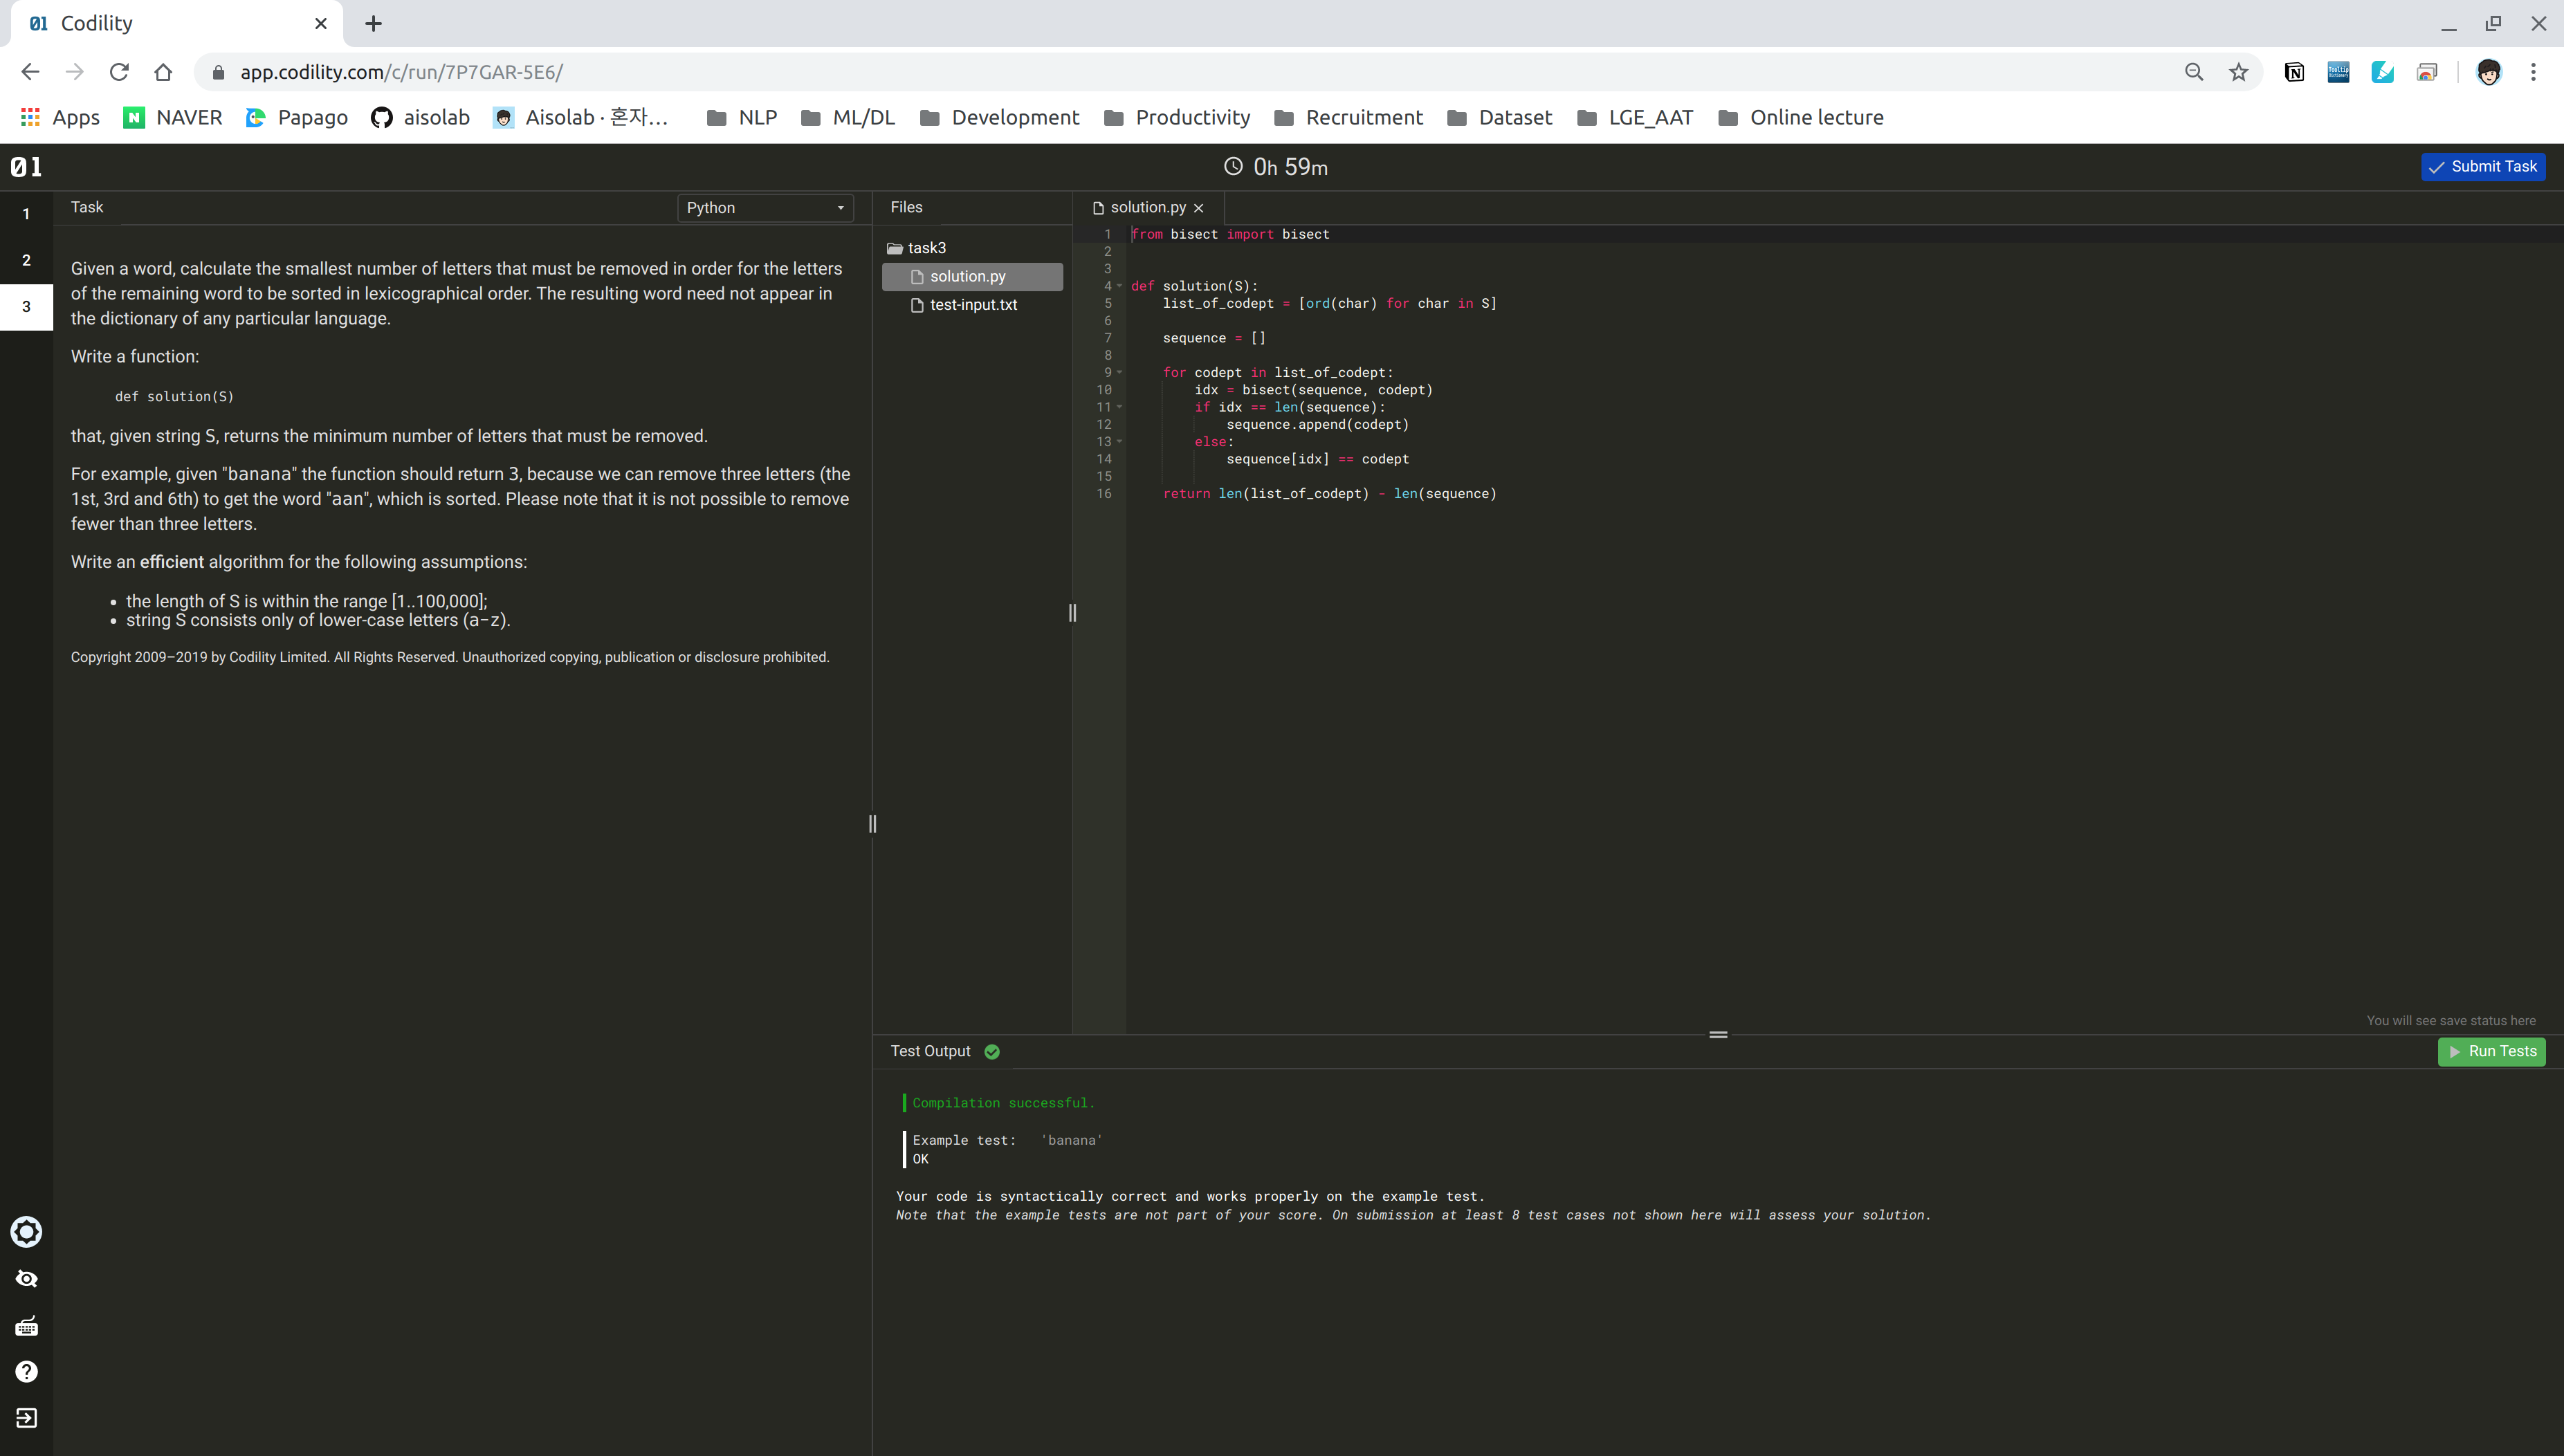 01 Codility
app.codility.com/c/run/7P7GAR-5E6/
Apps NAVER Papago aisolab Aisolab · 혼자... NLP ML/DL Development Productivity Recruitment Dataset LGE_AAT Online lecture
01 0h 59m Submit Task
1
2
3
Task Python
Given a word, calculate the smallest number of letters that must be removed in order for the letters
of the remaining word to be sorted in lexicographical order. The resulting word need not appear in
the dictionary of any particular language.
Write a function:
def solution(S)
that, given string S, returns the minimum number of letters that must be removed.
For example, given "banana" the function should return 3, because we can remove three letters (the
1st, 3rd and 6th) to get the word "aan", which is sorted. Please note that it is not possible to remove
fewer than three letters.
Write an efficient algorithm for the following assumptions:
• the length of S is within the range [1..100,000];
• string S consists only of lower-case letters (a-z).
Copyright 2009–2019 by Codility Limited. All Rights Reserved. Unauthorized copying, publication or disclosure prohibited.
Files
task3
solution.py
test-input.txt
solution.py
1 from bisect import bisect
2
3
4 def solution(S):
5 list_of_codept = [ord(char) for char in S]
6
7 sequence = []
8
9 for codept in list_of_codept:
10 idx = bisect(sequence, codept)
11 if idx == len(sequence):
12 sequence.append(codept)
13 else:
14 sequence[idx] == codept
15
16 return len(list_of_codept) - len(sequence)
You will see save status here
Test Output Run Tests
Compilation successful.
Example test: 'banana'
OK
Your code is syntactically correct and works properly on the example test.
Note that the example tests are not part of your score. On submission at least 8 test cases not shown here will assess your solution.